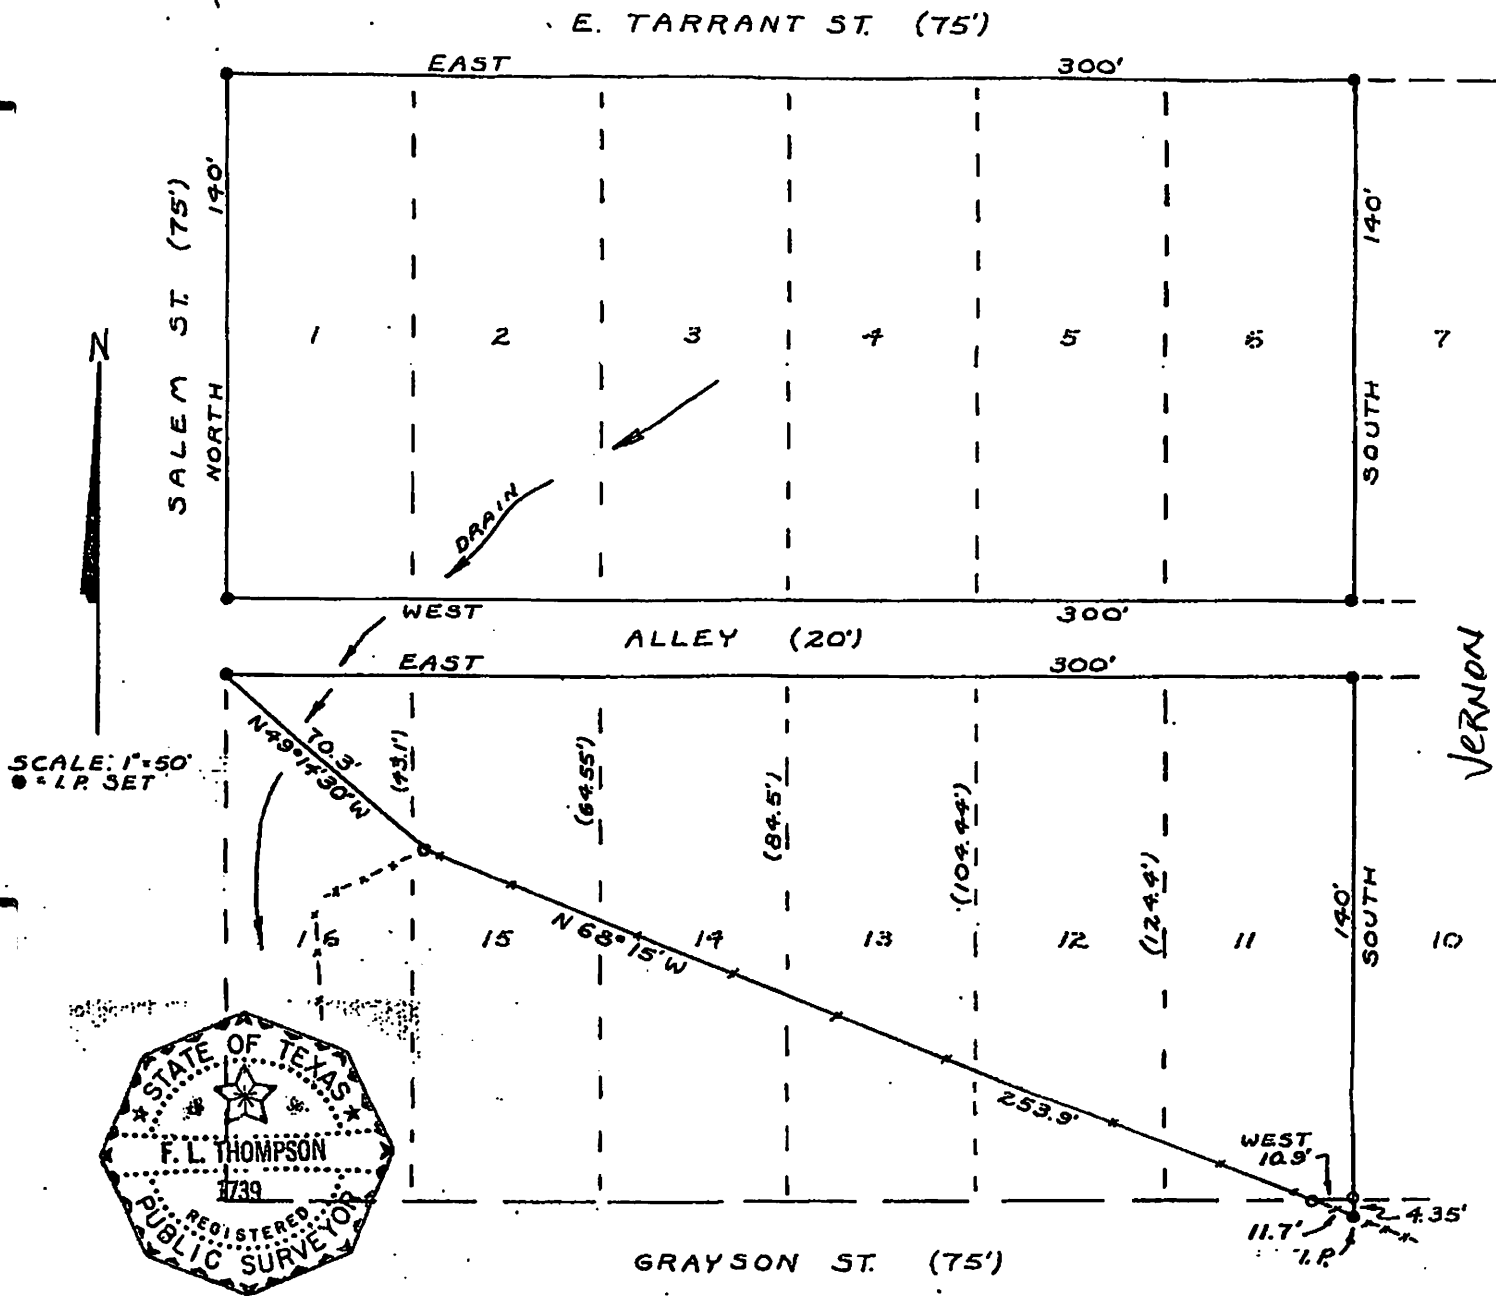 E. TARRANT ST. (75')
EAST 300'
SALEM ST. (75')
140'
NORTH
140'
SOUTH
N
1 2 3 4 5 6 7
DRAIN
WEST 300'
ALLEY (20')
EAST 300'
VERNON
SCALE: 1"=50'
● = I.P. SET
70.3'
N49°14'30"W
(43.1')
(64.55')
(84.5')
(104.44')
(124.4')
140'
SOUTH
16 15 14 13 12 11 10
N 68°15'W
253.9'
WEST
10.9'
4.35'
11.7'
I.P.
GRAYSON ST. (75')
STATE OF TEXAS
F. L. THOMPSON
1739
REGISTERED
PUBLIC SURVEYOR